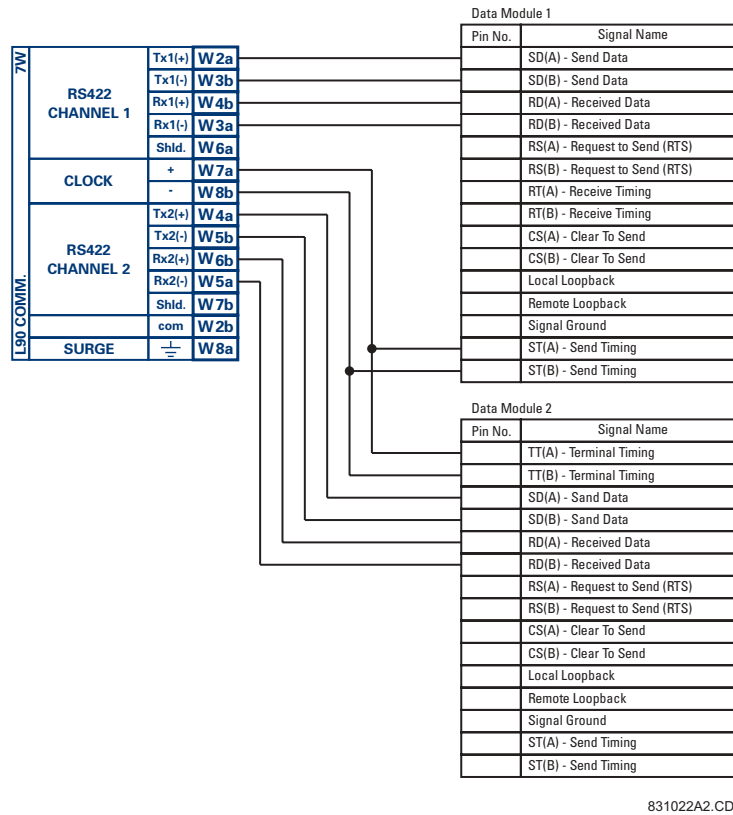 Data Module 1
Pin No. Signal Name
7W
L90 COMM.
RS422
CHANNEL 1
Tx1(+) W2a
Tx1(-) W3b
Rx1(+) W4b
Rx1(-) W3a
Shld. W6a
CLOCK
+ W7a
- W8b
RS422
CHANNEL 2
Tx2(+) W4a
Tx2(-) W5b
Rx2(+) W6b
Rx2(-) W5a
Shld. W7b
com W2b
SURGE W8a
SD(A) - Send Data
SD(B) - Send Data
RD(A) - Received Data
RD(B) - Received Data
RS(A) - Request to Send (RTS)
RS(B) - Request to Send (RTS)
RT(A) - Receive Timing
RT(B) - Receive Timing
CS(A) - Clear To Send
CS(B) - Clear To Send
Local Loopback
Remote Loopback
Signal Ground
ST(A) - Send Timing
ST(B) - Send Timing
Data Module 2
Pin No. Signal Name
TT(A) - Terminal Timing
TT(B) - Terminal Timing
SD(A) - Sand Data
SD(B) - Sand Data
RD(A) - Received Data
RD(B) - Received Data
RS(A) - Request to Send (RTS)
RS(B) - Request to Send (RTS)
CS(A) - Clear To Send
CS(B) - Clear To Send
Local Loopback
Remote Loopback
Signal Ground
ST(A) - Send Timing
ST(B) - Send Timing
831022A2.CD